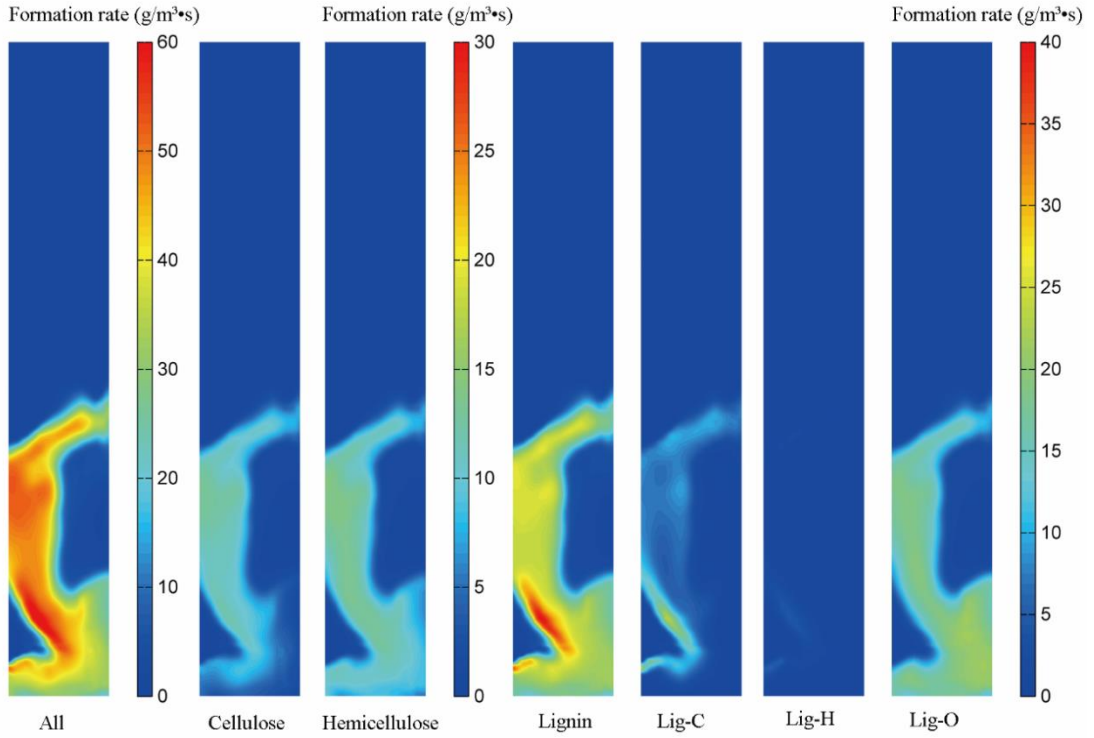 Formation rate (g/m³•s) Formation rate (g/m³•s) Formation rate (g/m³•s)
60 30 40
50 25 35
40 20 30
30 15 25
20 10 20
10 5 15
0 0 10
5
0
All Cellulose Hemicellulose Lignin Lig-C Lig-H Lig-O